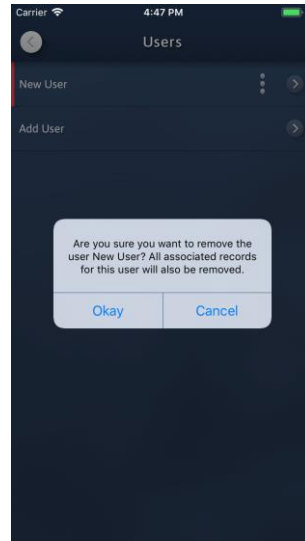 Carrier 4:47 PM
Users
New User
Add User
Are you sure you want to remove the
user New User? All associated records
for this user will also be removed.
Okay Cancel